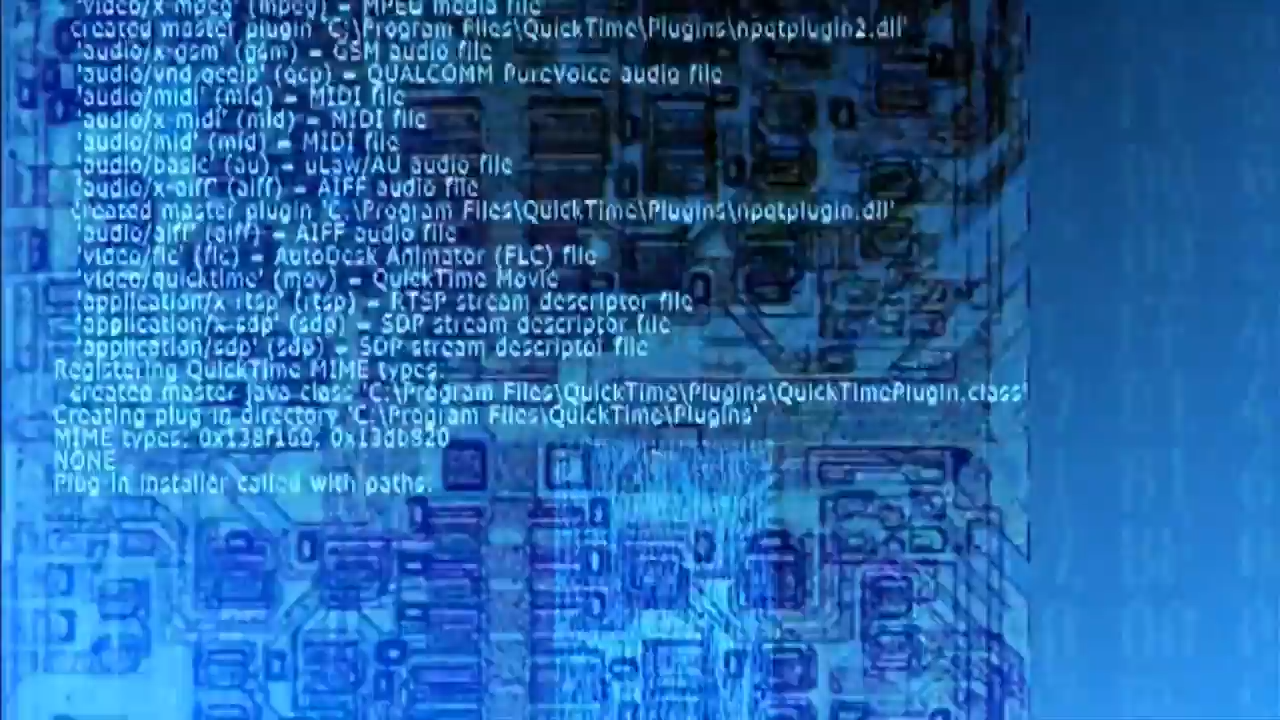 'video/x-mpeg' (mpeg) - MPEG media file
created master plugin 'C:\Program Files\QuickTime\Plugins\npqtplugin2.dll'
'audio/x-gsm' (gsm) - GSM audio file
'audio/vnd.qcelp' (qcp) - QUALCOMM PureVoice audio file
'audio/midi' (mid) - MIDI file
'audio/x-midi' (mid) - MIDI file
'audio/mid' (mid) - MIDI file
'audio/basic' (au) - uLaw/AU audio file
'audio/x-aiff' (aiff) - AIFF audio file
created master plugin 'C:\Program Files\QuickTime\Plugins\npqtplugin.dll'
'audio/aiff' (aiff) - AIFF audio file
'video/flc' (flc) - AutoDesk Animator (FLC) file
'video/quicktime' (mov) - QuickTime Movie
'application/x-rtsp' (rtsp) - RTSP stream descriptor file
'application/x-sdp' (sdp) - SDP stream descriptor file
'application/sdp' (sdp) - SDP stream descriptor file
Registering QuickTime MIME types:
created master java class 'C:\Program Files\QuickTime\Plugins\QuickTimePlugin.class'
Creating plug-in directory 'C:\Program Files\QuickTime\Plugins'
MIME types: 0x138f160, 0x13db920
NONE
Plug-in installer called with paths: